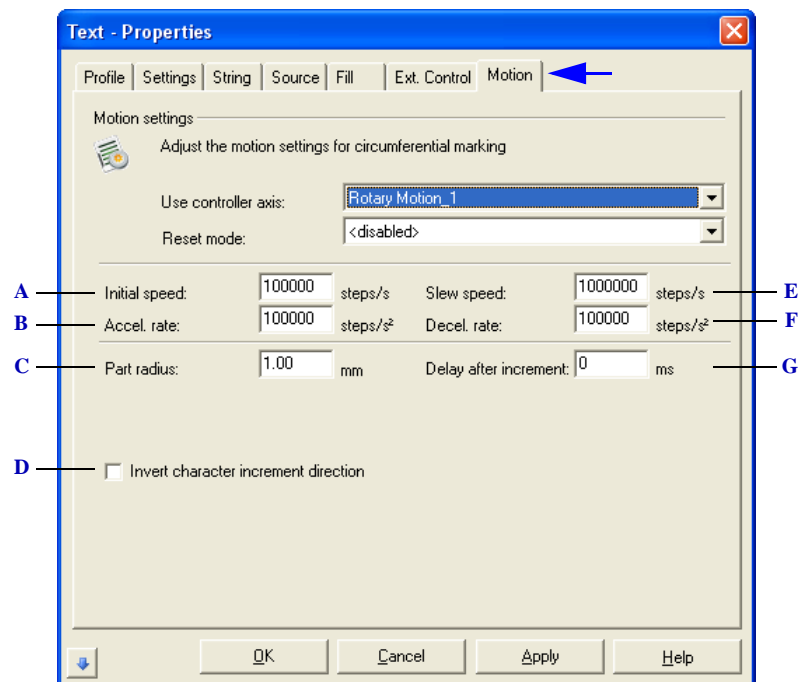 Text - Properties
Profile Settings String Source Fill Ext. Control Motion
Motion settings
Adjust the motion settings for circumferential marking
Use controller axis: Rotary Motion_1
Reset mode: <disabled>
A Initial speed: 100000 steps/s Slew speed: 1000000 steps/s E
B Accel. rate: 100000 steps/s² Decel. rate: 100000 steps/s² F
C Part radius: 1.00 mm Delay after increment: 0 ms G
D Invert character increment direction
OK Cancel Apply Help